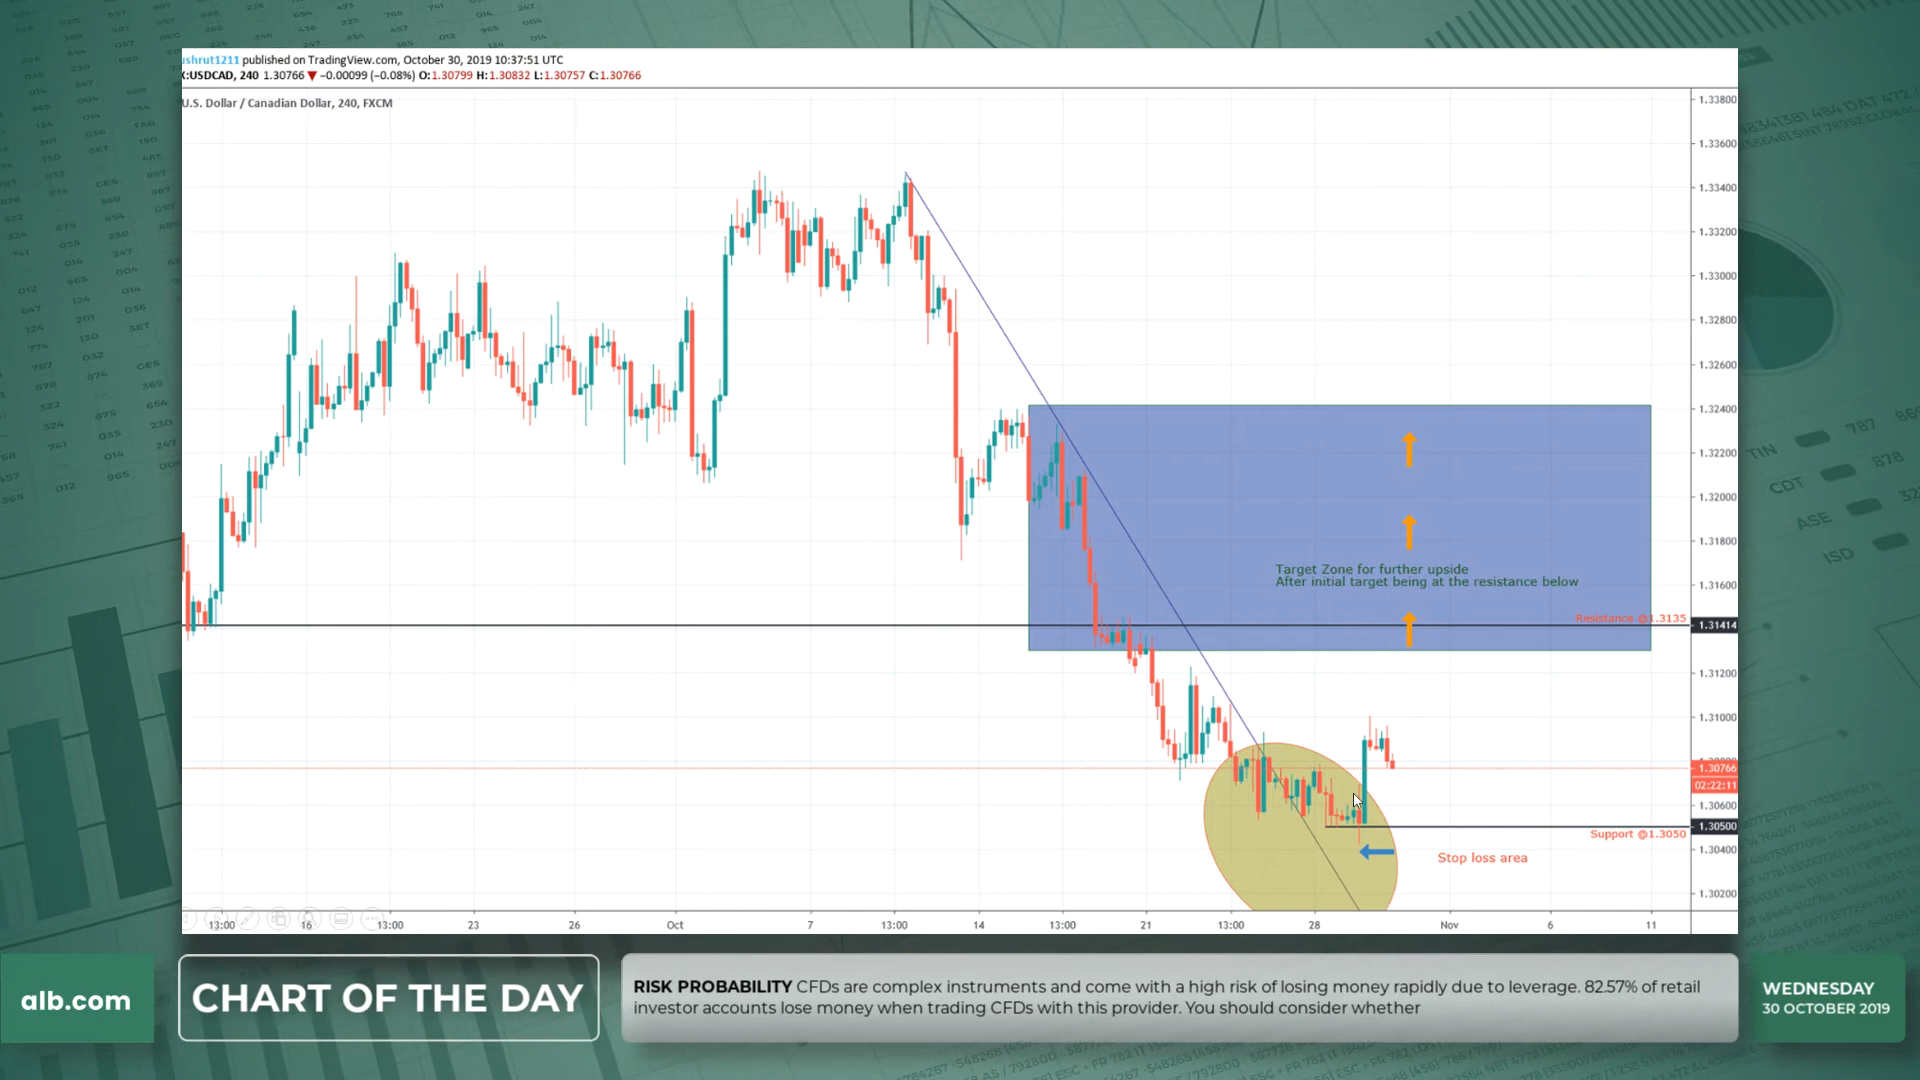 ushrut1211 published on TradingView.com, October 30, 2019 10:37:51 UTC
:USDCAD, 240 1.30766 ▼ −0.00099 (−0.08%) O:1.30799 H:1.30832 L:1.30757 C:1.30766
U.S. Dollar / Canadian Dollar, 240, FXCM
1.33800
1.33600
1.33400
1.33200
1.33000
1.32800
1.32600
1.32400
1.32200
1.32000
1.31800
Target Zone for further upside
After initial target being at the resistance below
1.31600
Resistance @1.3135
1.31414
1.31200
1.31000
1.30766
02:22:11
1.30600
1.30500
Support @1.3050
1.30400
Stop loss area
1.30200
13:00 16 13:00 23 26 Oct 7 13:00 14 13:00 21 13:00 28 Nov 6 11
alb.com
CHART OF THE DAY
RISK PROBABILITY CFDs are complex instruments and come with a high risk of losing money rapidly due to leverage. 82.57% of retail
investor accounts lose money when trading CFDs with this provider. You should consider whether
WEDNESDAY
30 OCTOBER 2019